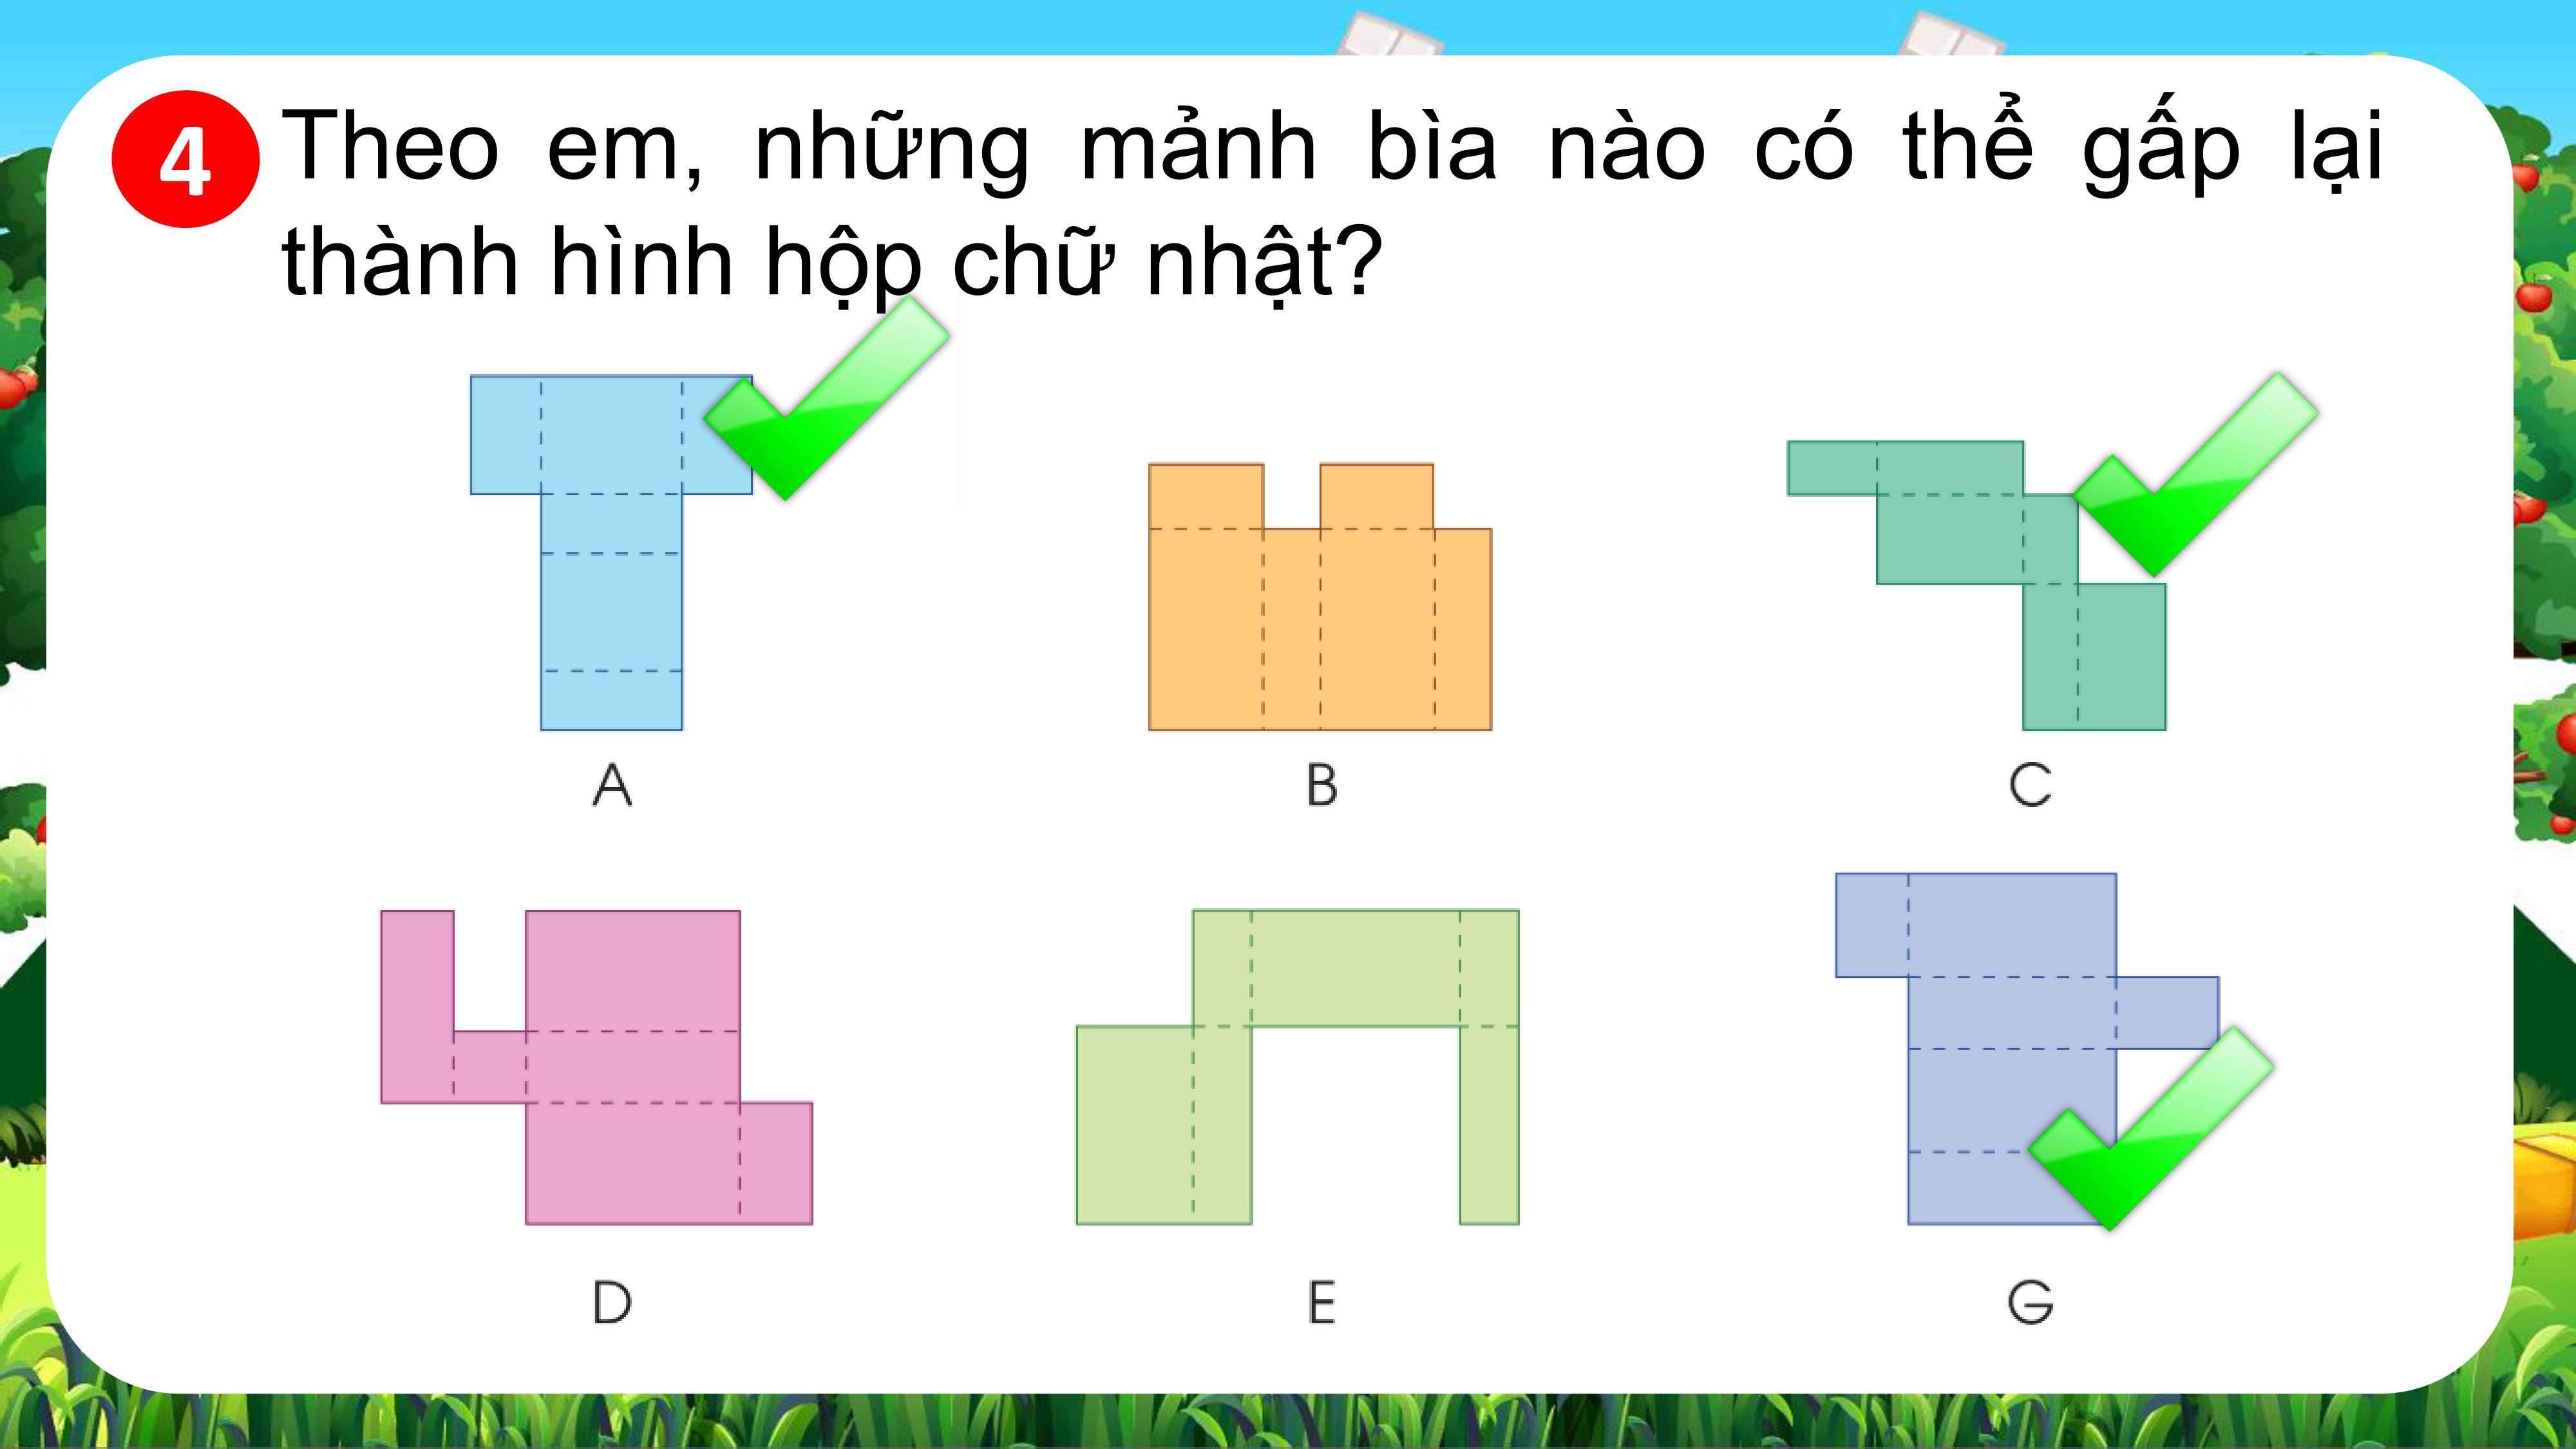 4 Theo em, những mảnh bìa nào có thể gấp lại
thành hình hộp chữ nhật?
A
B
C
D
E
G